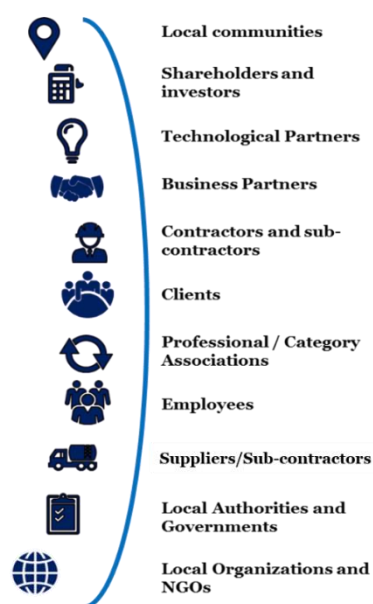 Local communities
Shareholders and
investors
Technological Partners
Business Partners
Contractors and sub-
contractors
Clients
Professional / Category
Associations
Employees
Suppliers/Sub-contractors
Local Authorities and
Governments
Local Organizations and
NGOs